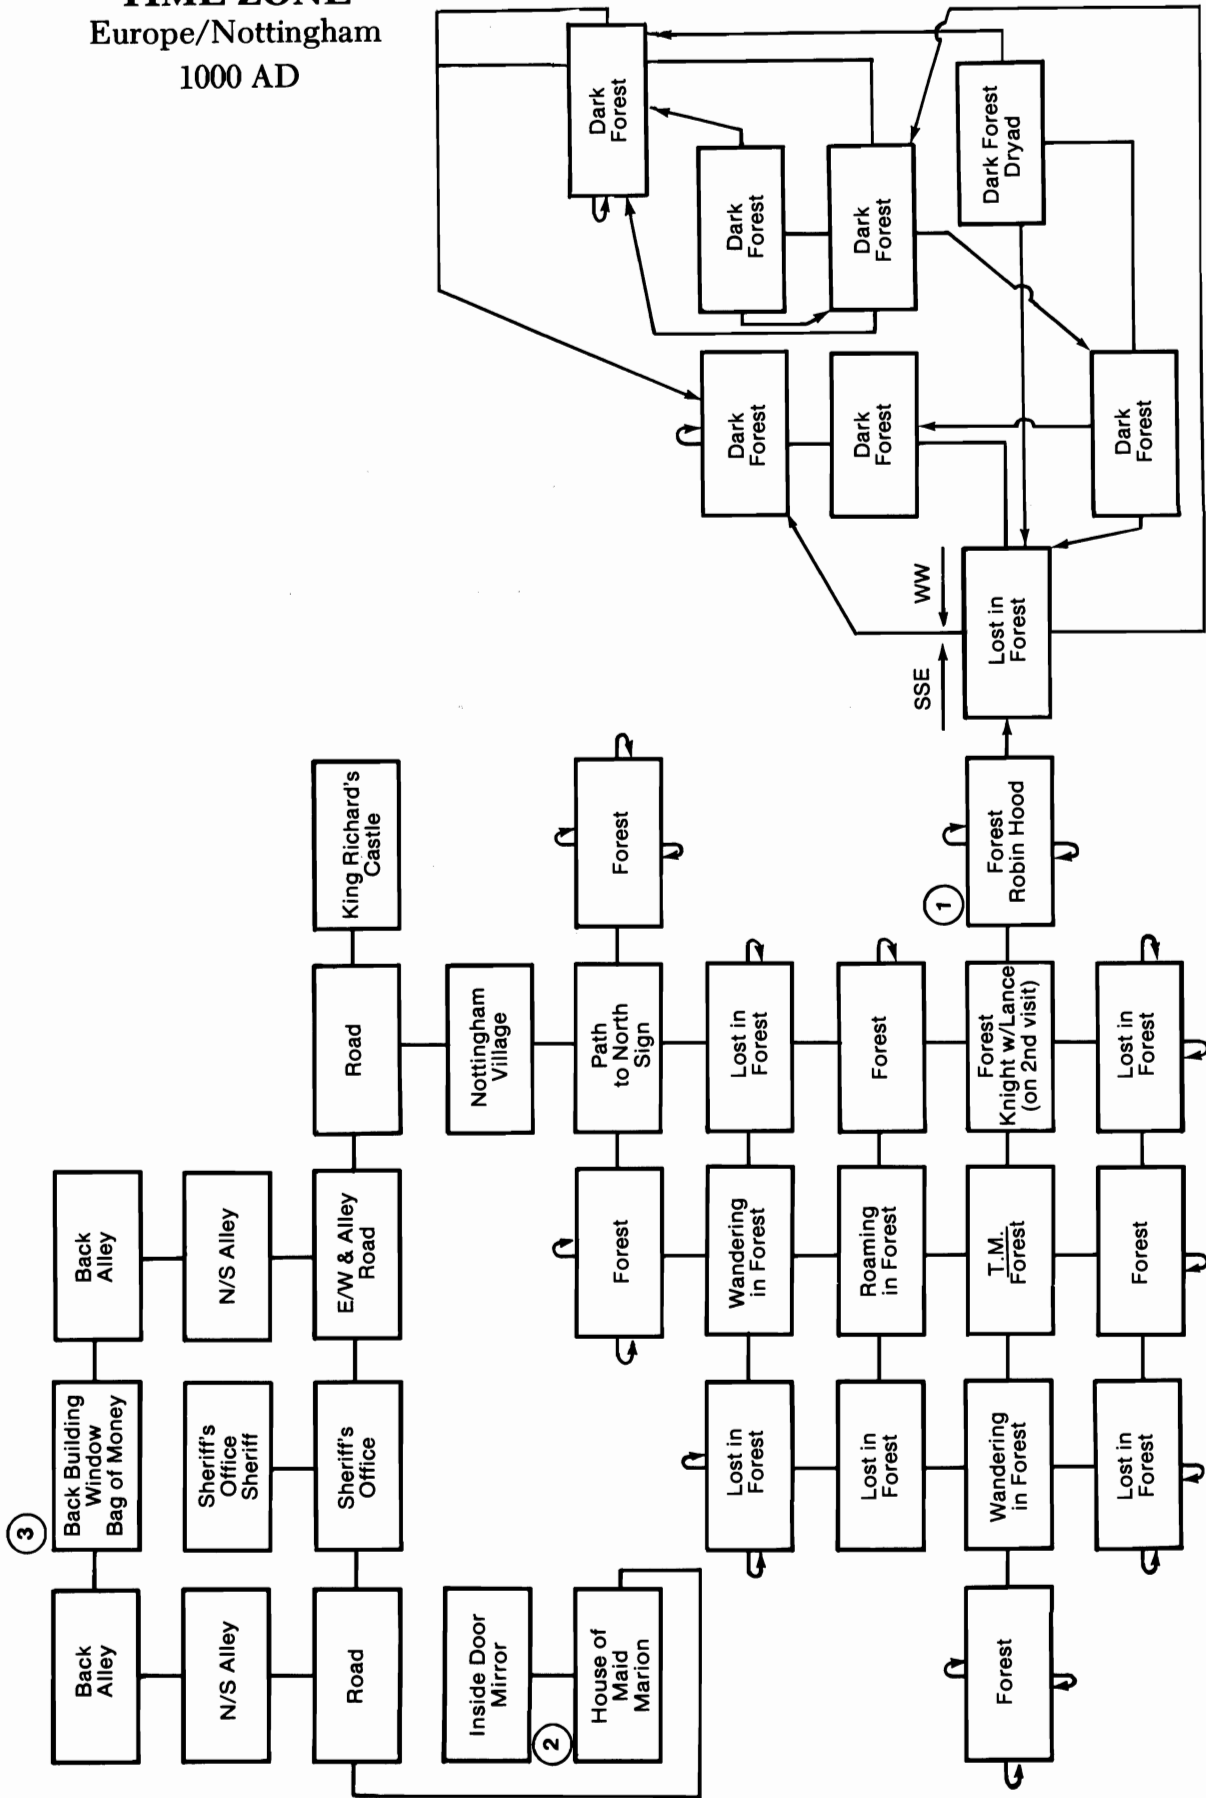 TIME ZONE
Europe/Nottingham
1000 AD
Back
Alley
3
Back Building
Window
Bag of Money
Back
Alley
N/S Alley
Sheriff's
Office
Sheriff
N/S Alley
Road
Sheriff's
Office
E/W & Alley
Road
Road
King Richard's
Castle
Inside Door
Mirror
Nottingham
Village
2
House of
Maid
Marion
Forest
Path
to North
Sign
Forest
Dark
Forest
Lost in
Forest
Wandering
in Forest
Lost in
Forest
Dark
Forest
Dark
Forest
Lost in
Forest
Roaming
in Forest
Forest
Dark
Forest
Dark
Forest
Forest
Wandering
in Forest
T.M.
Forest
Forest
Knight w/Lance
(on 2nd visit)
1
Forest
Robin Hood
SSE
WW
Lost in
Forest
Dark Forest
Dryad
Lost in
Forest
Forest
Lost in
Forest
Dark
Forest